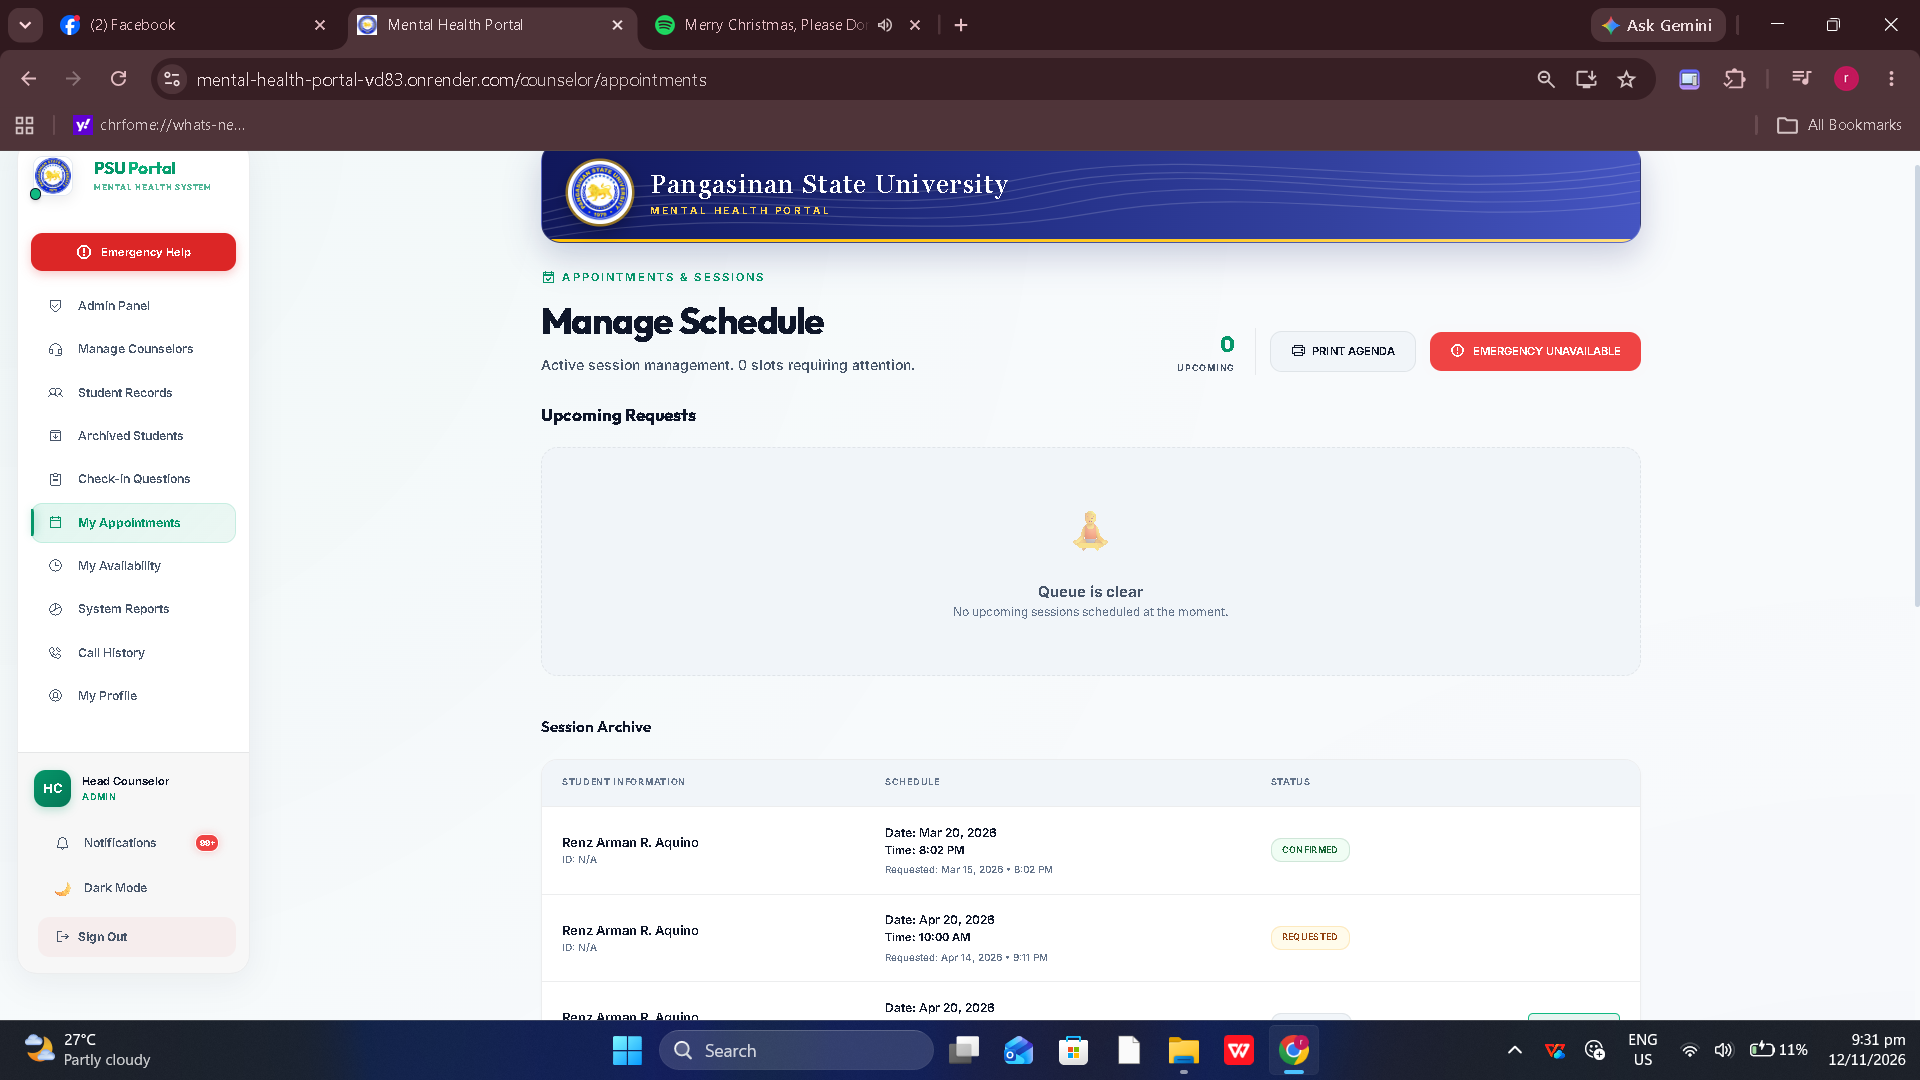 (2) Facebook
Mental Health Portal
Merry Christmas, Please Do
Ask Gemini
mental-health-portal-vd83.onrender.com/counselor/appointments
chrfome://whats-ne...
All Bookmarks
PSU Portal
MENTAL HEALTH SYSTEM
Emergency Help
Admin Panel
Manage Counselors
Student Records
Archived Students
Check-in Questions
My Appointments
My Availability
System Reports
Call History
My Profile
HC
Head Counselor
ADMIN
Notifications
99+
Dark Mode
Sign Out
Pangasinan State University
MENTAL HEALTH PORTAL
APPOINTMENTS & SESSIONS
Manage Schedule
Active session management. 0 slots requiring attention.
0
UPCOMING
PRINT AGENDA
EMERGENCY UNAVAILABLE
Upcoming Requests
Queue is clear
No upcoming sessions scheduled at the moment.
Session Archive
STUDENT INFORMATION
SCHEDULE
STATUS
Renz Arman R. Aquino
ID: N/A
Date: Mar 20, 2026
Time: 8:02 PM
Requested: Mar 15, 2026 • 8:02 PM
CONFIRMED
Renz Arman R. Aquino
ID: N/A
Date: Apr 20, 2026
Time: 10:00 AM
Requested: Apr 14, 2026 • 9:11 PM
REQUESTED
Renz Arman R. Aquino
Date: Apr 20, 2026
27°C
Partly cloudy
Search
ENG
US
11%
9:31 pm
12/11/2026